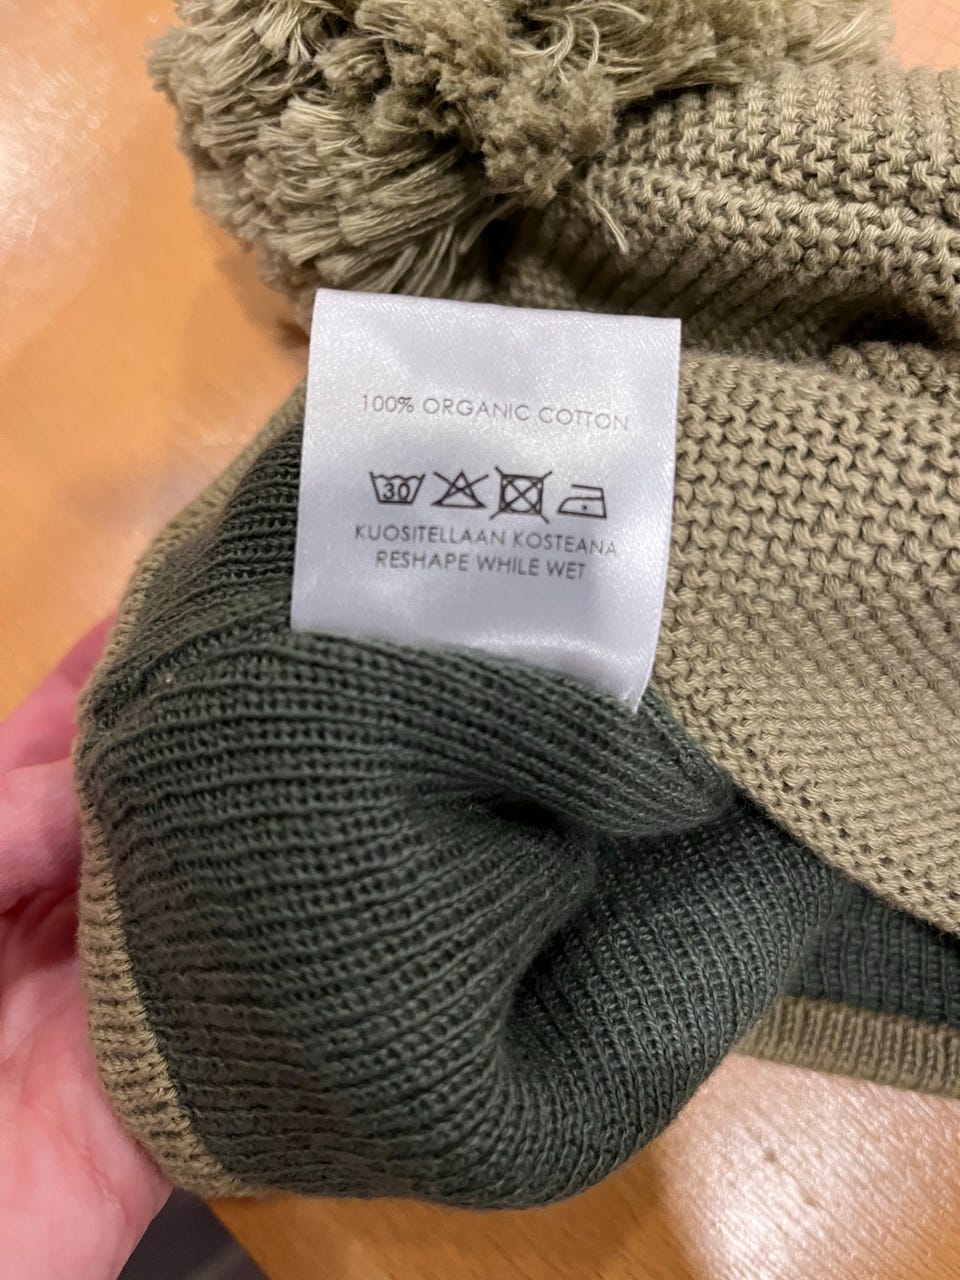 100% ORGANIC COTTON
30
KUOSITELLAAN KOSTEANA
RESHAPE WHILE WET